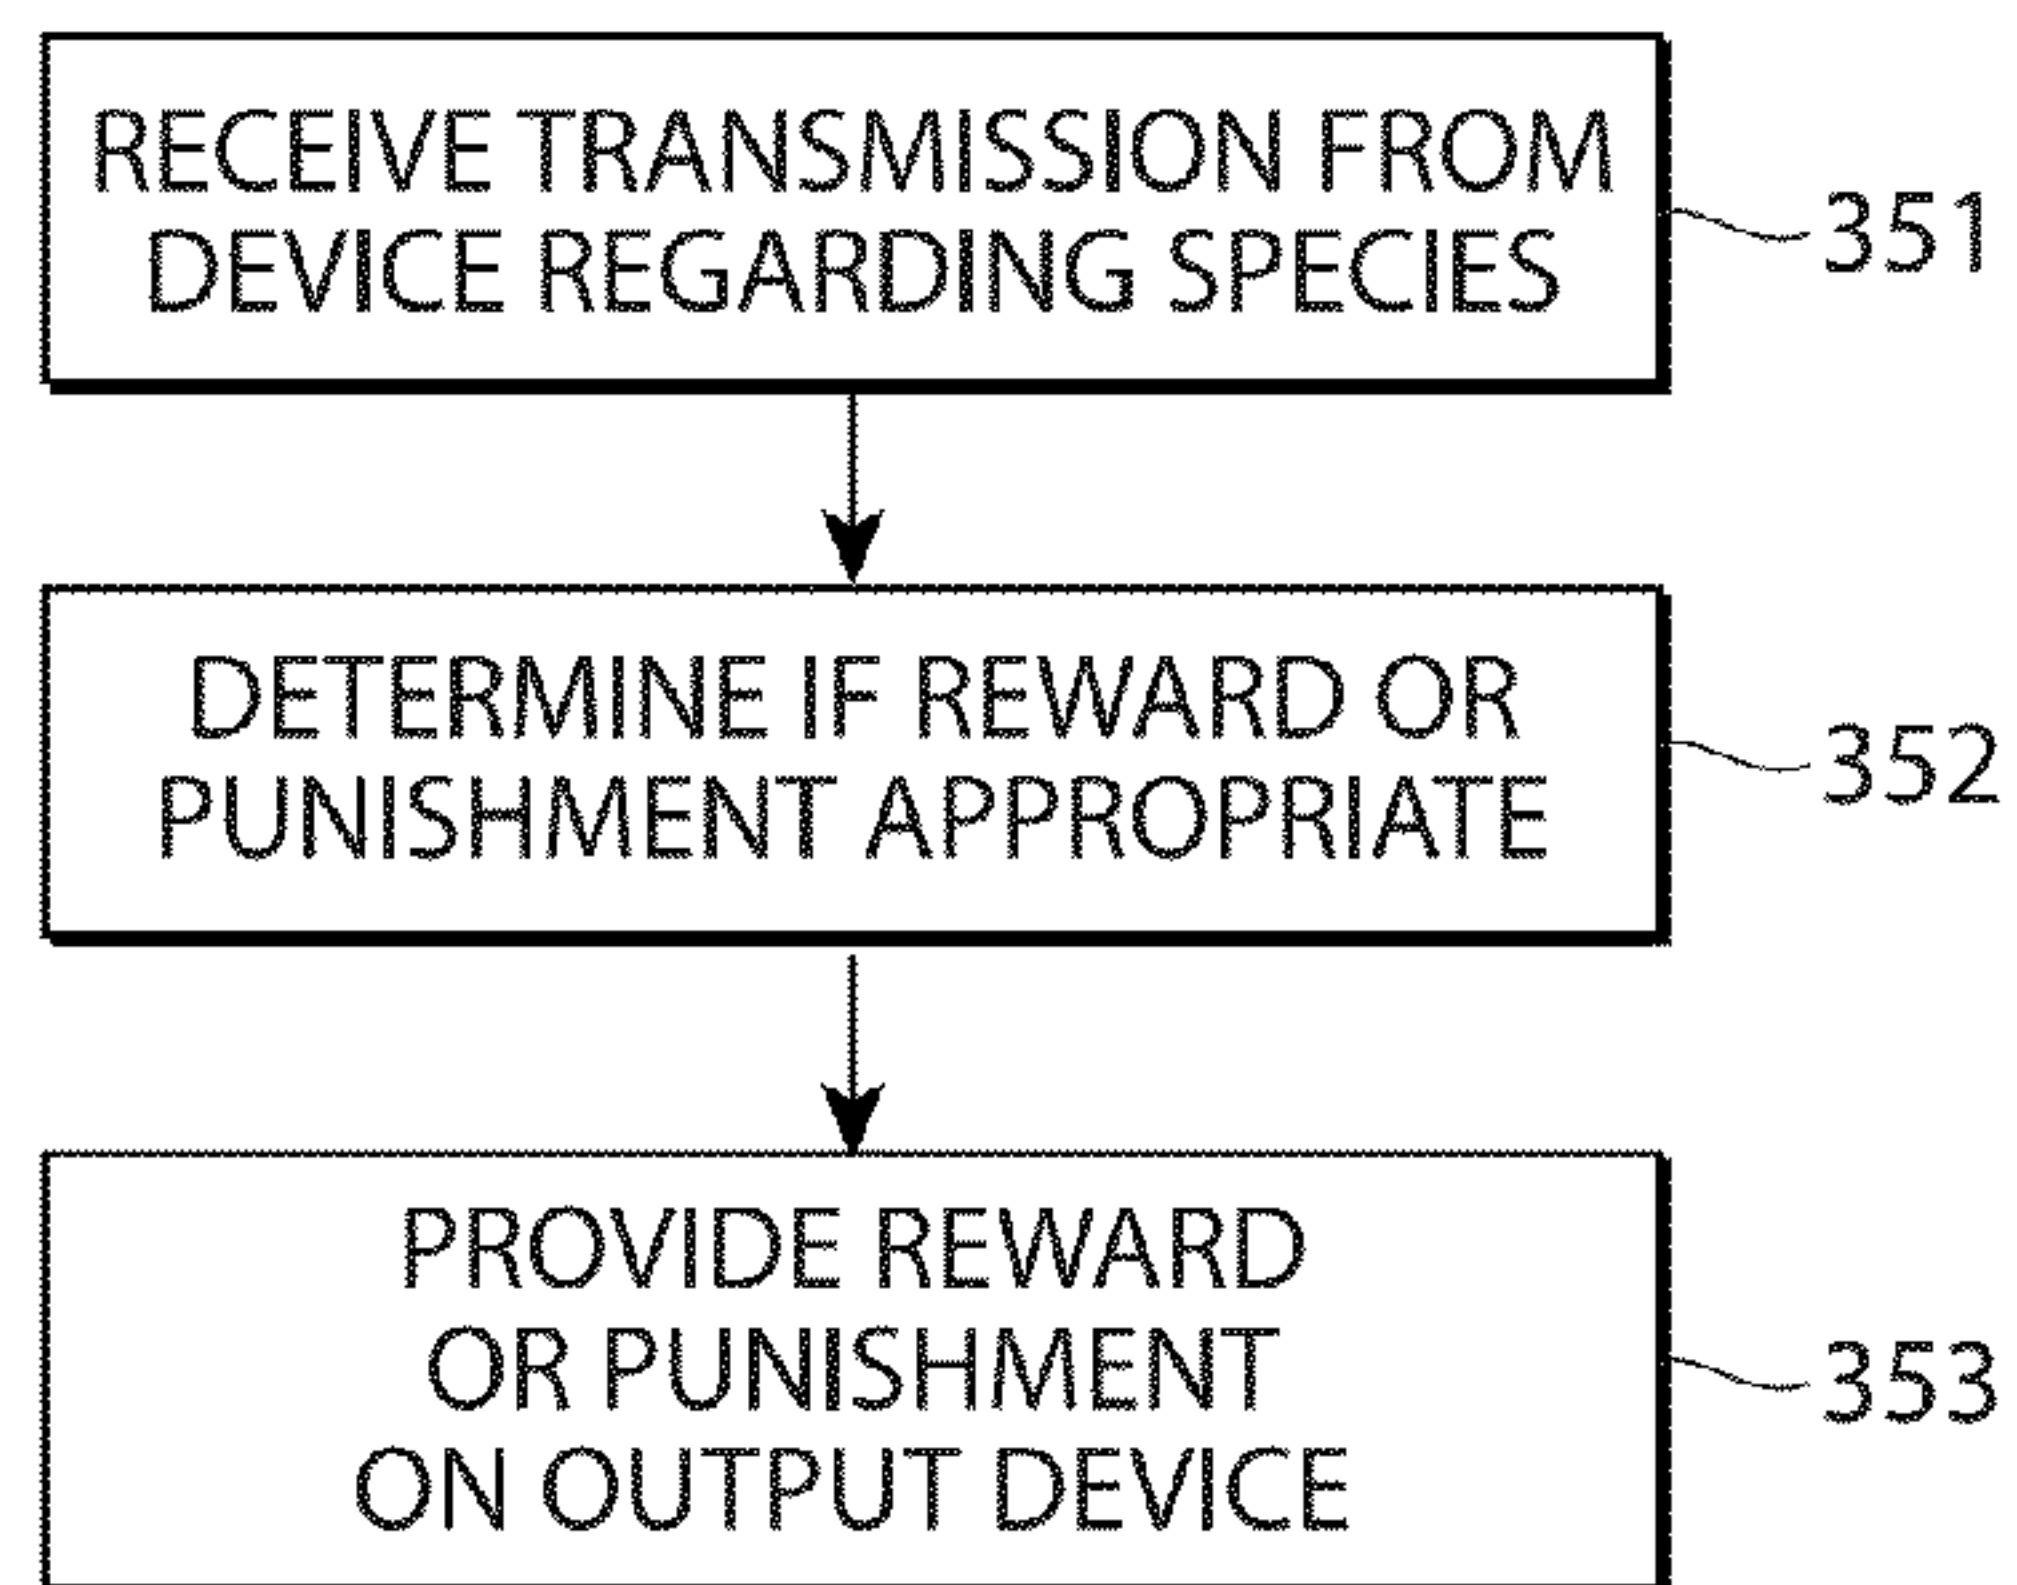 RECEIVE TRANSMISSION FROM
DEVICE REGARDING SPECIES
351
DETERMINE IF REWARD OR
PUNISHMENT APPROPRIATE
352
PROVIDE REWARD
OR PUNISHMENT
ON OUTPUT DEVICE
353